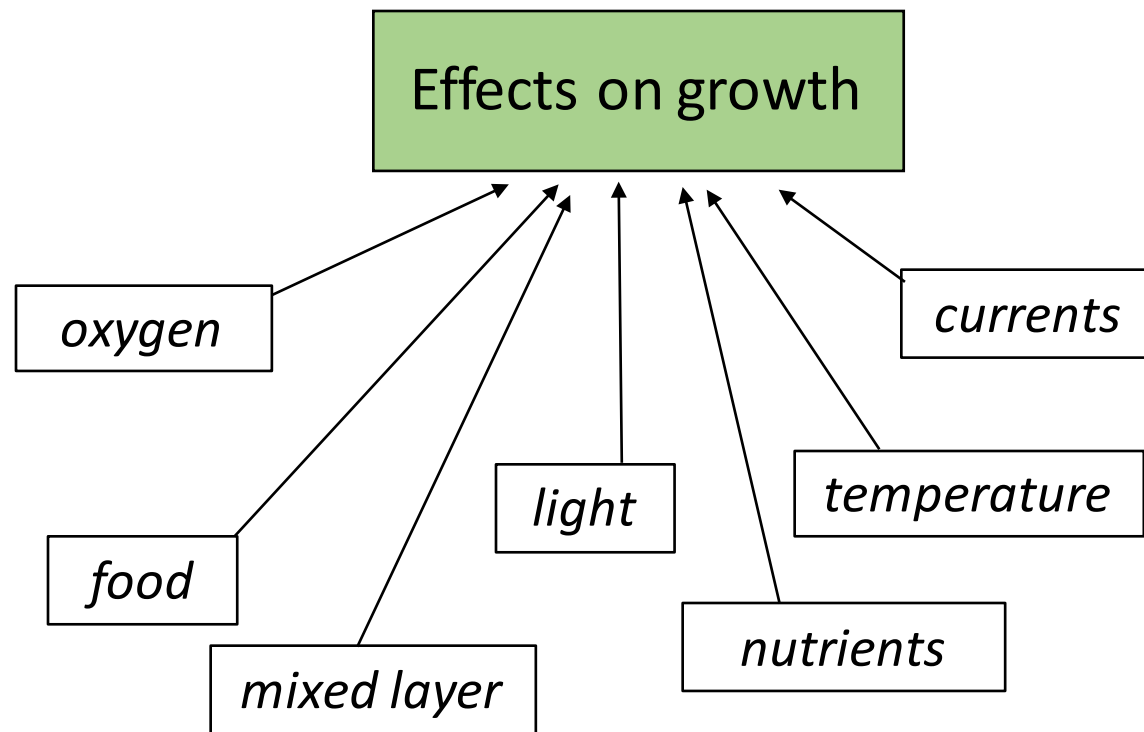 Effects on growth
oxygen
currents
light
temperature
food
nutrients
mixed layer